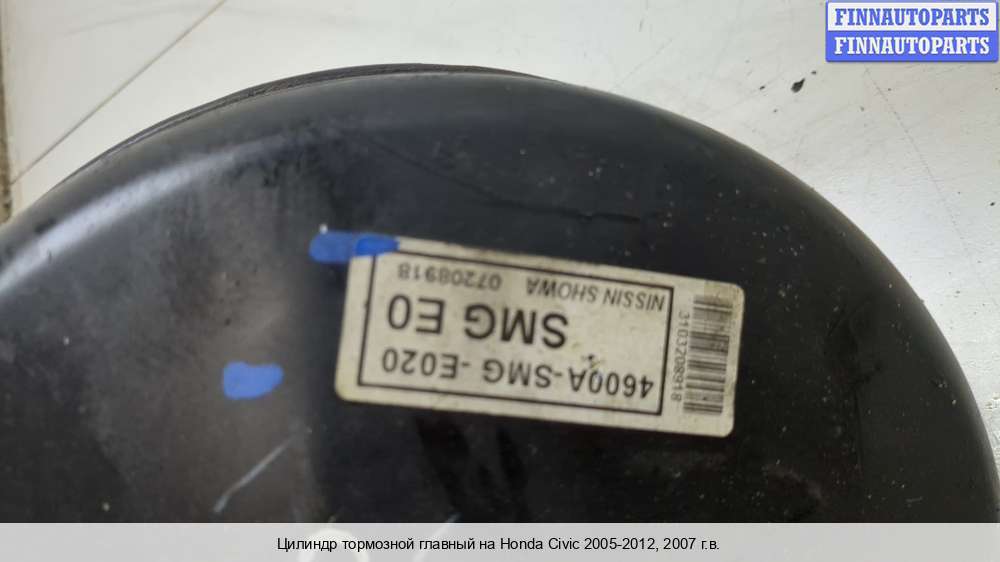 FINNAUTOPARTS
FINNAUTOPARTS
4600A-SMG -E020
SMG E0
NISSIN SHOWA 07208918
3103208918
Цилиндр тормозной главный на Honda Civic 2005-2012, 2007 г.в.